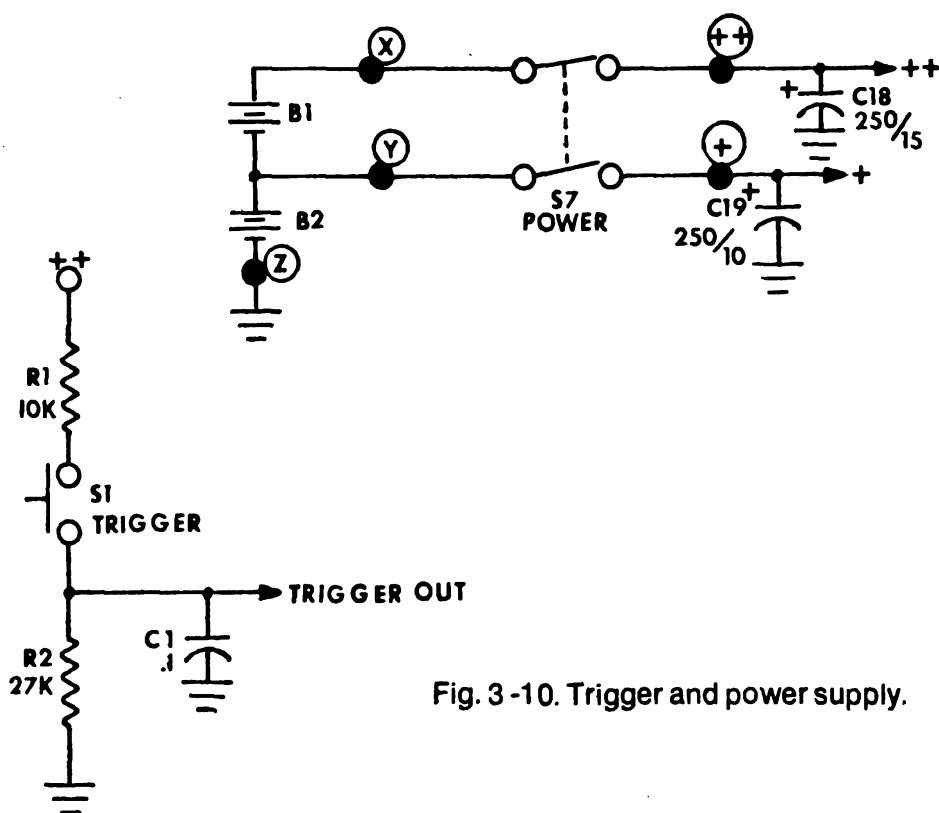 X
++
++
+
C18
250/15
B1
Y
+
+
S7
POWER
+
C19
250/10
B2
Z
++
R1
10K
S1
TRIGGER
TRIGGER OUT
C1
.1
R2
27K
Fig. 3-10. Trigger and power supply.